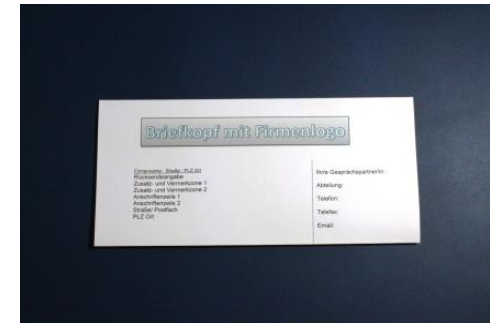 Briefkopf mit Firmenlogo
Firmenname · Straße · PLZ Ort
Rücksendeangabe
Zusatz- und Vermerkzone 1
Zusatz- und Vermerkzone 2
Anschriftenzeile 1
Anschriftenzeile 2
Straße/ Postfach
PLZ Ort
Ihr/e GesprächspartnerIn:
Abteilung:
Telefon:
Telefax:
Email: